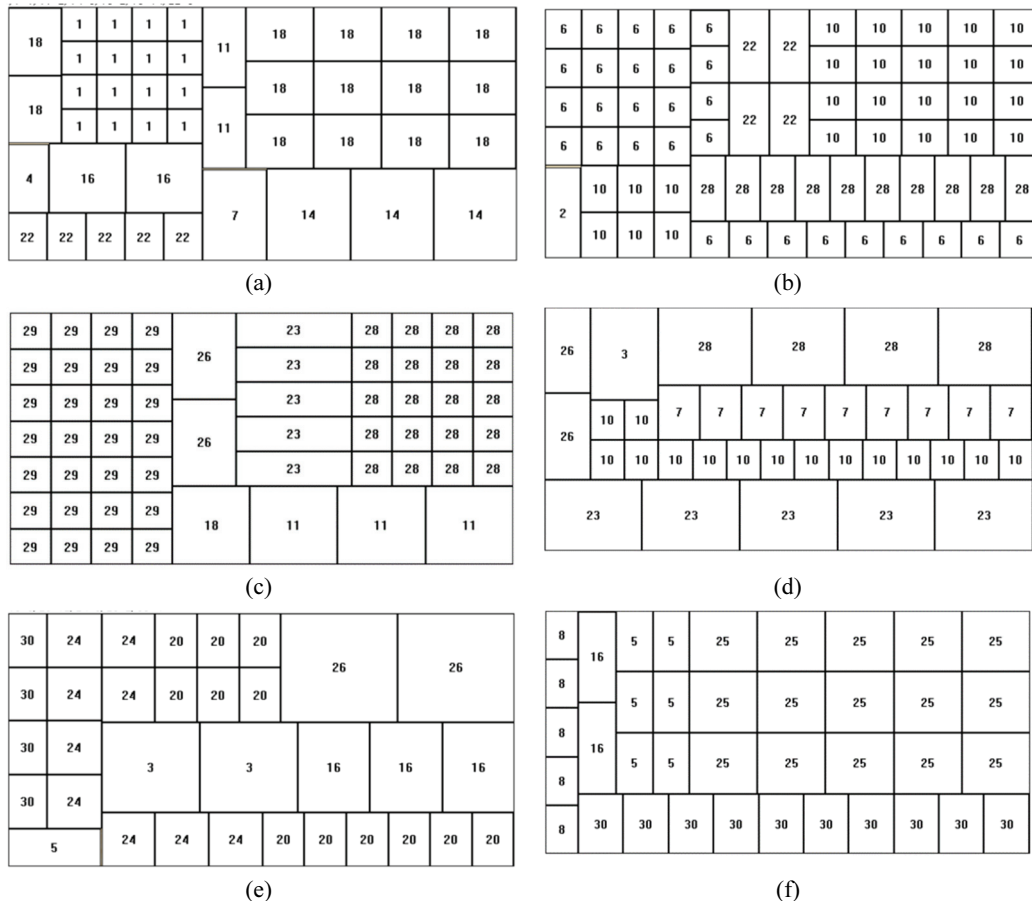 18 1 1 1 1 11 18 18 18 18
1 1 1 1
1 1 1 1 18 18 18 18
18 1 1 1 1 11 18 18 18 18
4 16 16
7 14 14 14
22 22 22 22 22
(a)
6 6 6 6 6 22 22 10 10 10 10 10
6 6 6 6 6 10 10 10 10 10
6 6 6 6 6 22 22 10 10 10 10 10
6 6 6 6 6 10 10 10 10 10
10 10 10 28 28 28 28 28 28 28 28 28 28
2
10 10 10 6 6 6 6 6 6 6 6 6
(b)
29 29 29 29 23 28 28 28 28
29 29 29 29 26 23 28 28 28 28
29 29 29 29 23 28 28 28 28
29 29 29 29 26 23 28 28 28 28
29 29 29 29 23 28 28 28 28
29 29 29 29 18 11 11 11
29 29 29 29
(c)
26 3 28 28 28 28
10 10 7 7 7 7 7 7 7 7 7
26
10 10 10 10 10 10 10 10 10 10 10 10 10
23 23 23 23 23
(d)
30 24 24 20 20 20
26 26
30 24 24 20 20 20
30 24
3 3 16 16 16
30 24
5 24 24 24 20 20 20 20 20 20
(e)
8
16 5 5 25 25 25 25 25
8
5 5 25 25 25 25 25
8
16
5 5 25 25 25 25 25
8
8 30 30 30 30 30 30 30 30 30 30
(f)